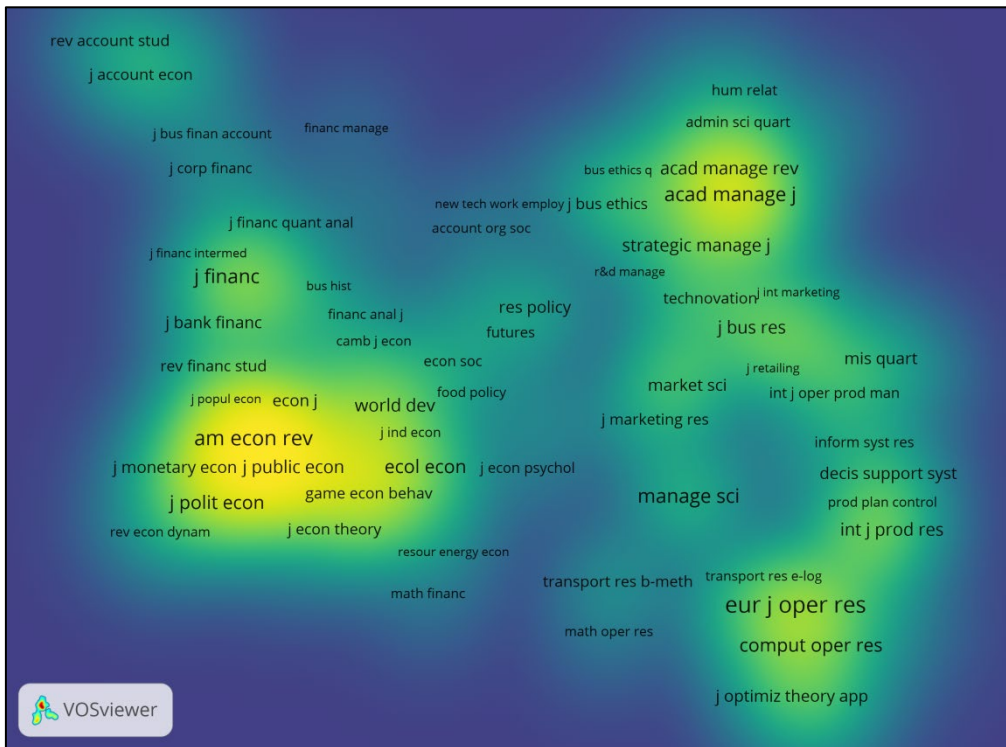 rev account stud
j account econ
hum relat
j bus finan account
financ manage
admin sci quart
j corp financ
bus ethics q
acad manage rev
acad manage j
new tech work employ
j bus ethics
j financ quant anal
account org soc
strategic manage j
j financ intermed
j financ
r&d manage
bus hist
technovation
j int marketing
res policy
financ anal j
j bank financ
j bus res
futures
camb j econ
econ soc
mis quart
rev financ stud
j retailing
market sci
int j oper prod man
food policy
j popul econ
econ j
world dev
j marketing res
j ind econ
am econ rev
inform syst res
j monetary econ
j public econ
ecol econ
j econ psychol
decis support syst
game econ behav
manage sci
j polit econ
prod plan control
rev econ dynam
j econ theory
int j prod res
resour energy econ
transport res b-meth
transport res e-log
math financ
eur j oper res
math oper res
comput oper res
j optimiz theory app
VOSviewer